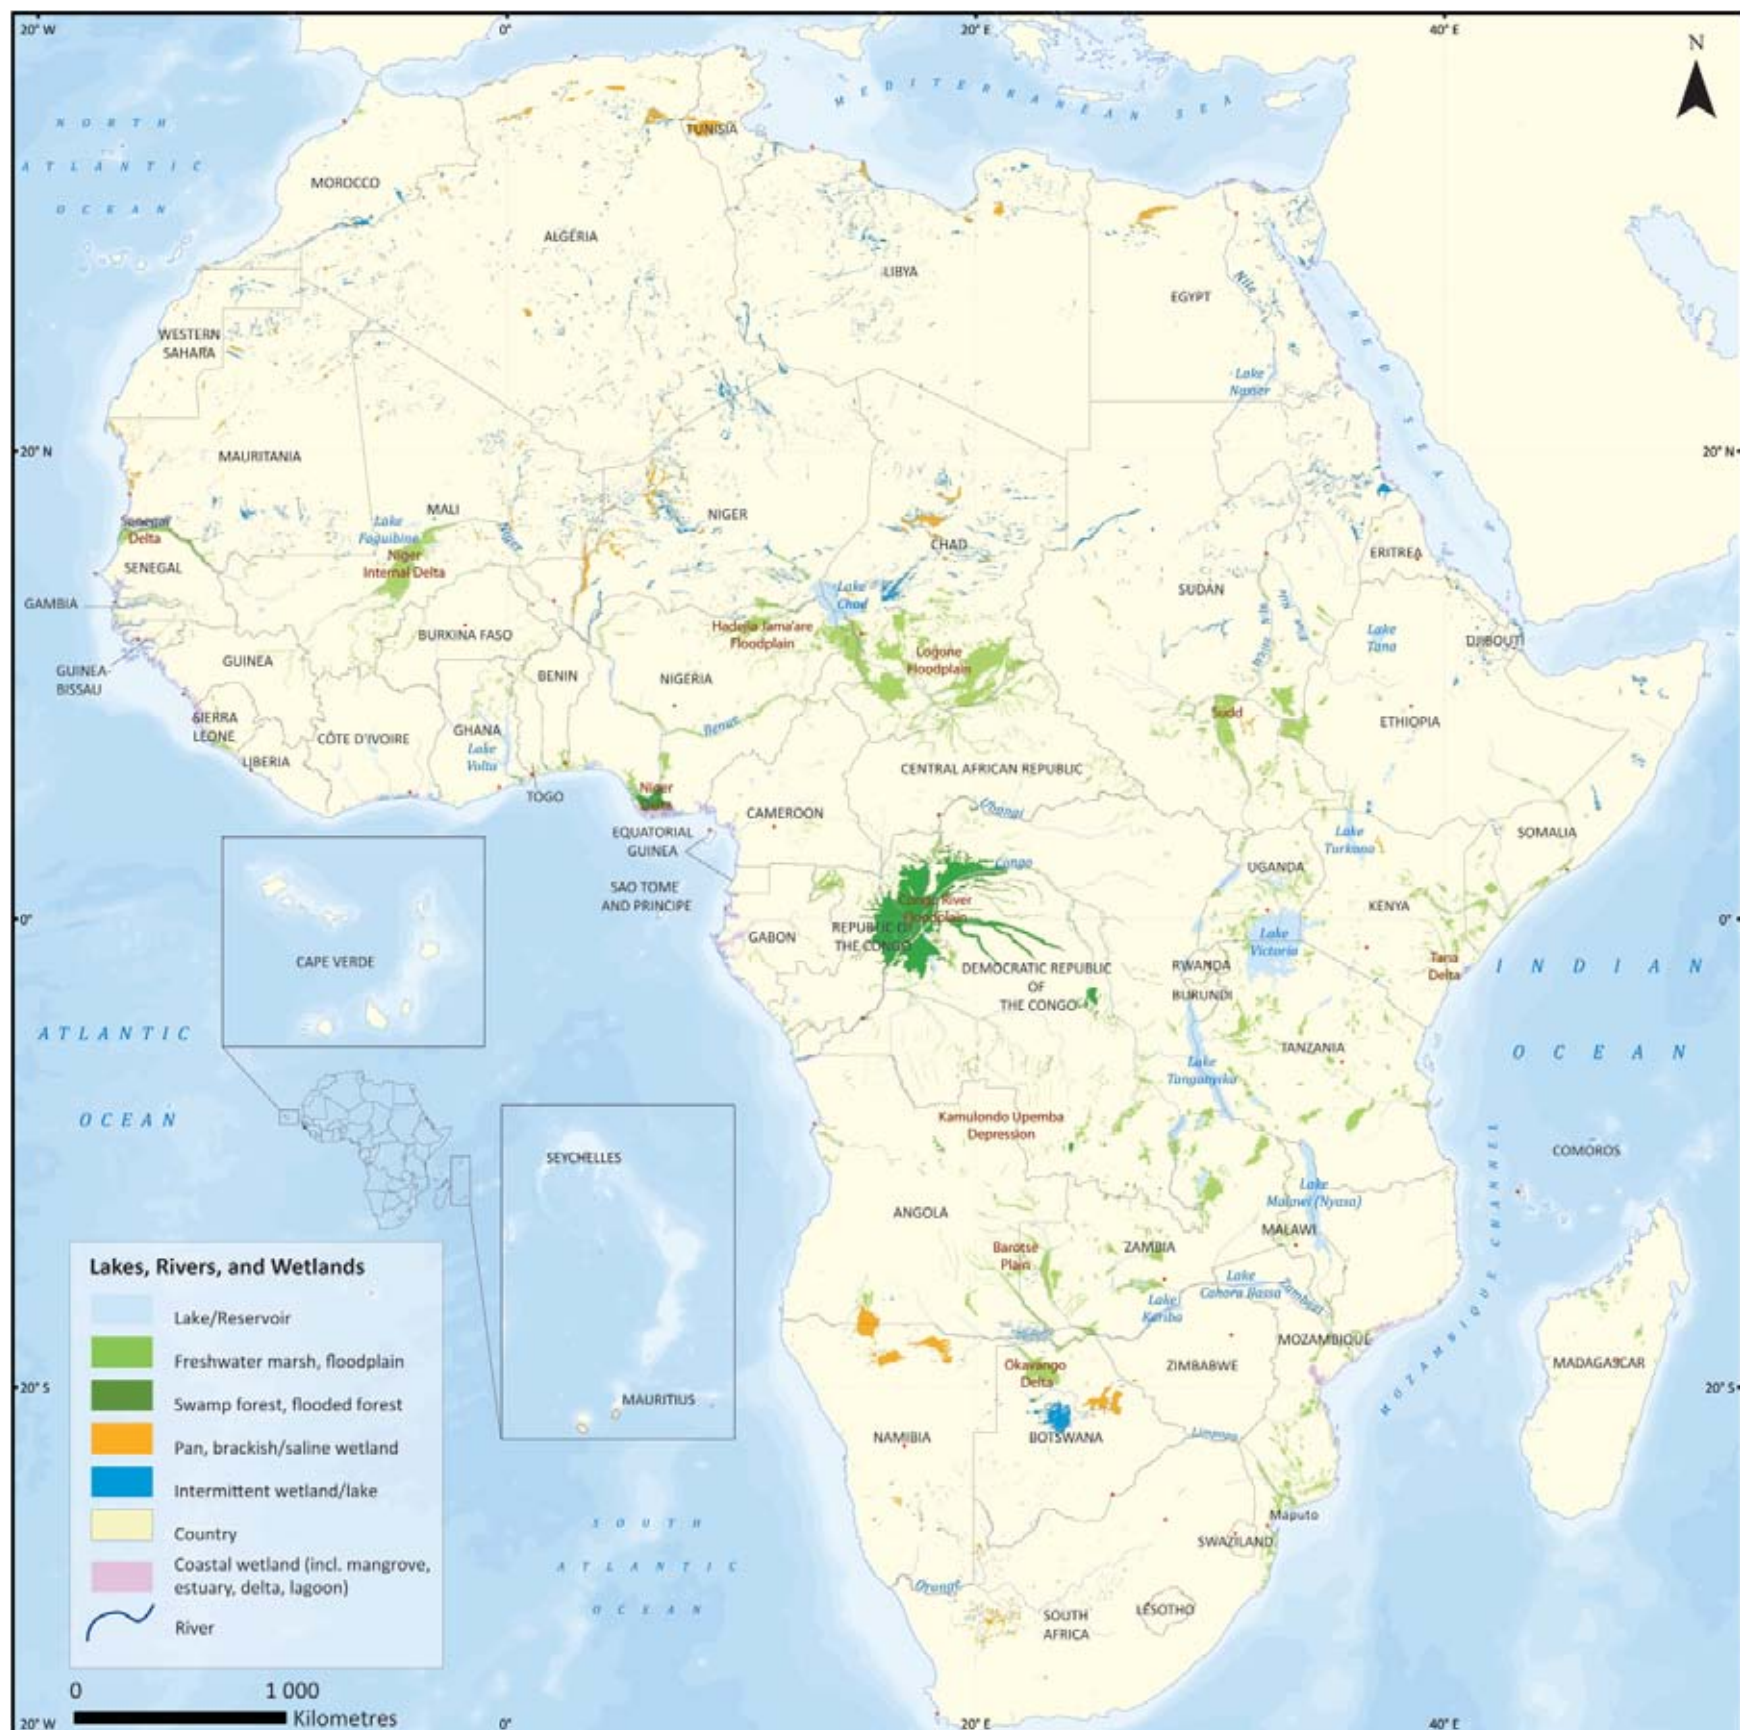 20° W
0°
20° E
40° E
N
MEDITERRANEAN SEA
NORTH
ATLANTIC
OCEAN
TUNISIA
MOROCCO
ALGÉRIA
LIBYA
EGYPT
Nile
RED SEA
WESTERN
SAHARA
Lake
Nasser
20° N
20° N
MAURITANIA
MALI
NIGER
CHAD
SUDAN
ERITREA
Senegal
Delta
Lake
Faguibine
Niger
Niger
Internal Delta
SENEGAL
GAMBIA
Lake
Chad
White Nile
Blue Nile
Lake
Tana
DJIBOUTI
BURKINA FASO
Hadejia Jama'are
Floodplain
Logone
Floodplain
GUINEA-
BISSAU
GUINEA
BENIN
NIGERIA
Benue
Sudd
ETHIOPIA
SIERRA
LEONE
CÔTE D'IVOIRE
GHANA
Lake
Volta
LIBERIA
TOGO
Niger
Delta
CENTRAL AFRICAN REPUBLIC
CAMEROON
Ubangi
EQUATORIAL
GUINEA
Lake
Turkana
SOMALIA
UGANDA
Congo
SAO TOME
AND PRINCIPE
Congo River
Floodplain
KENYA
0°
0°
GABON
REPUBLIC OF
THE CONGO
Lake
Victoria
Tana
Delta
INDIAN
OCEAN
CAPE VERDE
DEMOCRATIC REPUBLIC
OF
THE CONGO
RWANDA
BURUNDI
ATLANTIC
OCEAN
TANZANIA
Lake
Tanganyika
Kamulondo Upemba
Depression
SEYCHELLES
COMOROS
MOZAMBIQUE CHANNEL
ANGOLA
Lake
Malawi (Nyasa)
MALAWI
Barotse
Plain
ZAMBIA
Lake
Cahora Bassa
Zambezi
Lake
Kariba
MOZAMBIQUE
ZIMBABWE
MADAGASCAR
Okavango
Delta
20° S
20° S
MAURITIUS
NAMIBIA
BOTSWANA
Limpopo
Maputo
SWAZILAND
SOUTH
ATLANTIC
OCEAN
Orange
SOUTH
AFRICA
LESOTHO
Lakes, Rivers, and Wetlands
Lake/Reservoir
Freshwater marsh, floodplain
Swamp forest, flooded forest
Pan, brackish/saline wetland
Intermittent wetland/lake
Country
Coastal wetland (incl. mangrove,
estuary, delta, lagoon)
River
0
1 000
Kilometres
20° W
0°
20° E
40° E